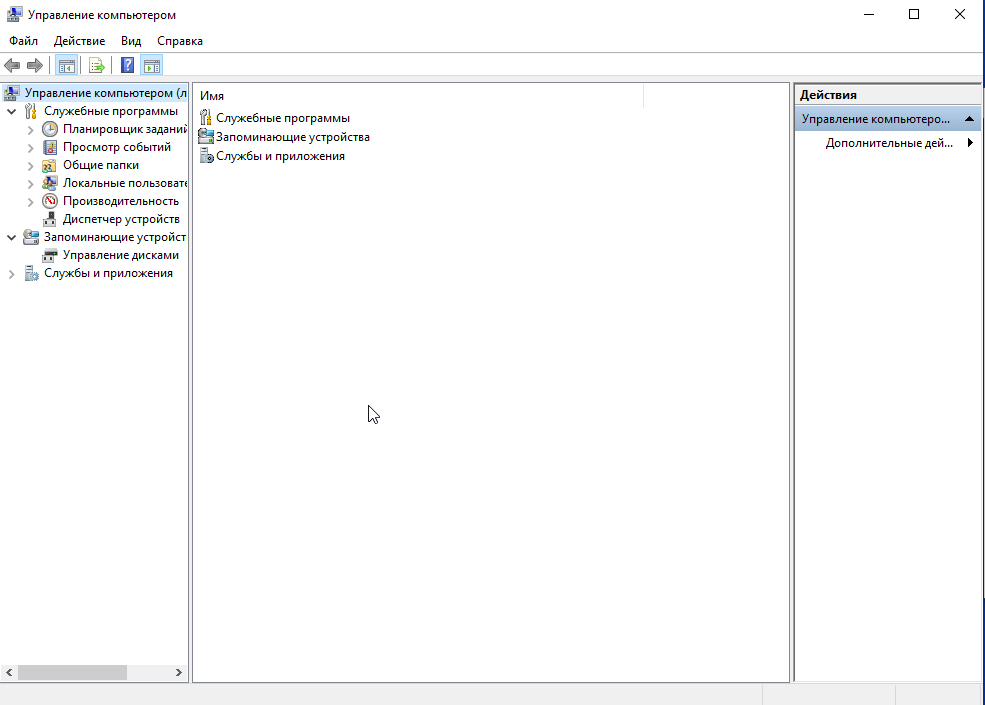 Управление компьютером
Файл Действие Вид Справка
Управление компьютером (л
Служебные программы
Планировщик заданий
Просмотр событий
Общие папки
Локальные пользовате
Производительность
Диспетчер устройств
Запоминающие устройст
Управление дисками
Службы и приложения
Имя
Служебные программы
Запоминающие устройства
Службы и приложения
Действия
Управление компьютеро...
Дополнительные дей...